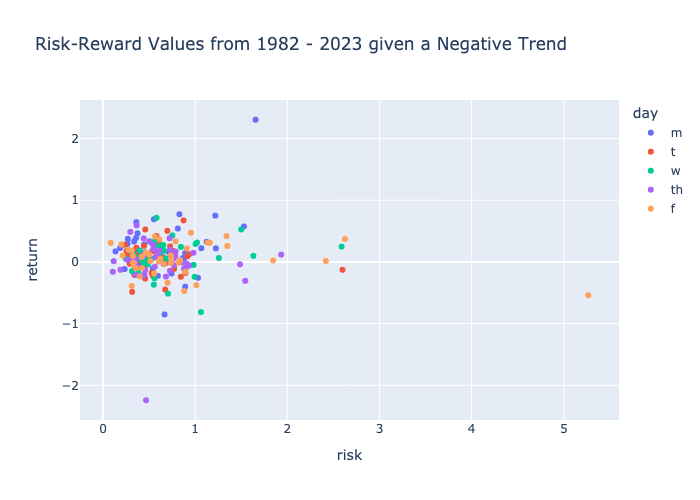 Risk-Reward Values from 1982 - 2023 given a Negative Trend
day
m
t
w
th
f
2
1
0
−1
−2
return
0 1 2 3 4 5
risk